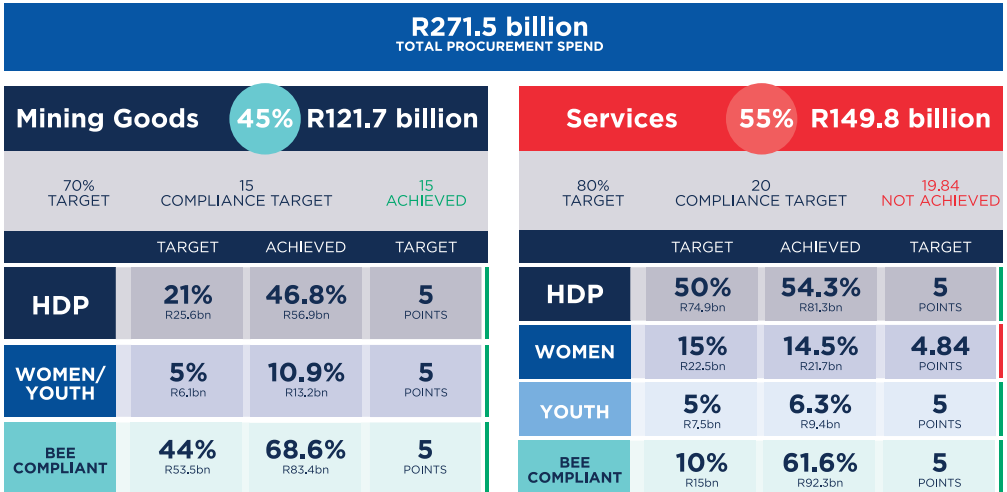 R271.5 billion
TOTAL PROCUREMENT SPEND
Mining Goods 45% R121.7 billion
70%
TARGET
15
COMPLIANCE TARGET
15
ACHIEVED
TARGET ACHIEVED TARGET
HDP
21%
R25.6bn
46.8%
R56.9bn
5
POINTS
WOMEN/
YOUTH
5%
R6.1bn
10.9%
R13.2bn
5
POINTS
BEE
COMPLIANT
44%
R53.5bn
68.6%
R83.4bn
5
POINTS
Services 55% R149.8 billion
80%
TARGET
20
COMPLIANCE TARGET
19.84
NOT ACHIEVED
TARGET ACHIEVED TARGET
HDP
50%
R74.9bn
54.3%
R81.3bn
5
POINTS
WOMEN
15%
R22.5bn
14.5%
R21.7bn
4.84
POINTS
YOUTH
5%
R7.5bn
6.3%
R9.4bn
5
POINTS
BEE
COMPLIANT
10%
R15bn
61.6%
R92.3bn
5
POINTS